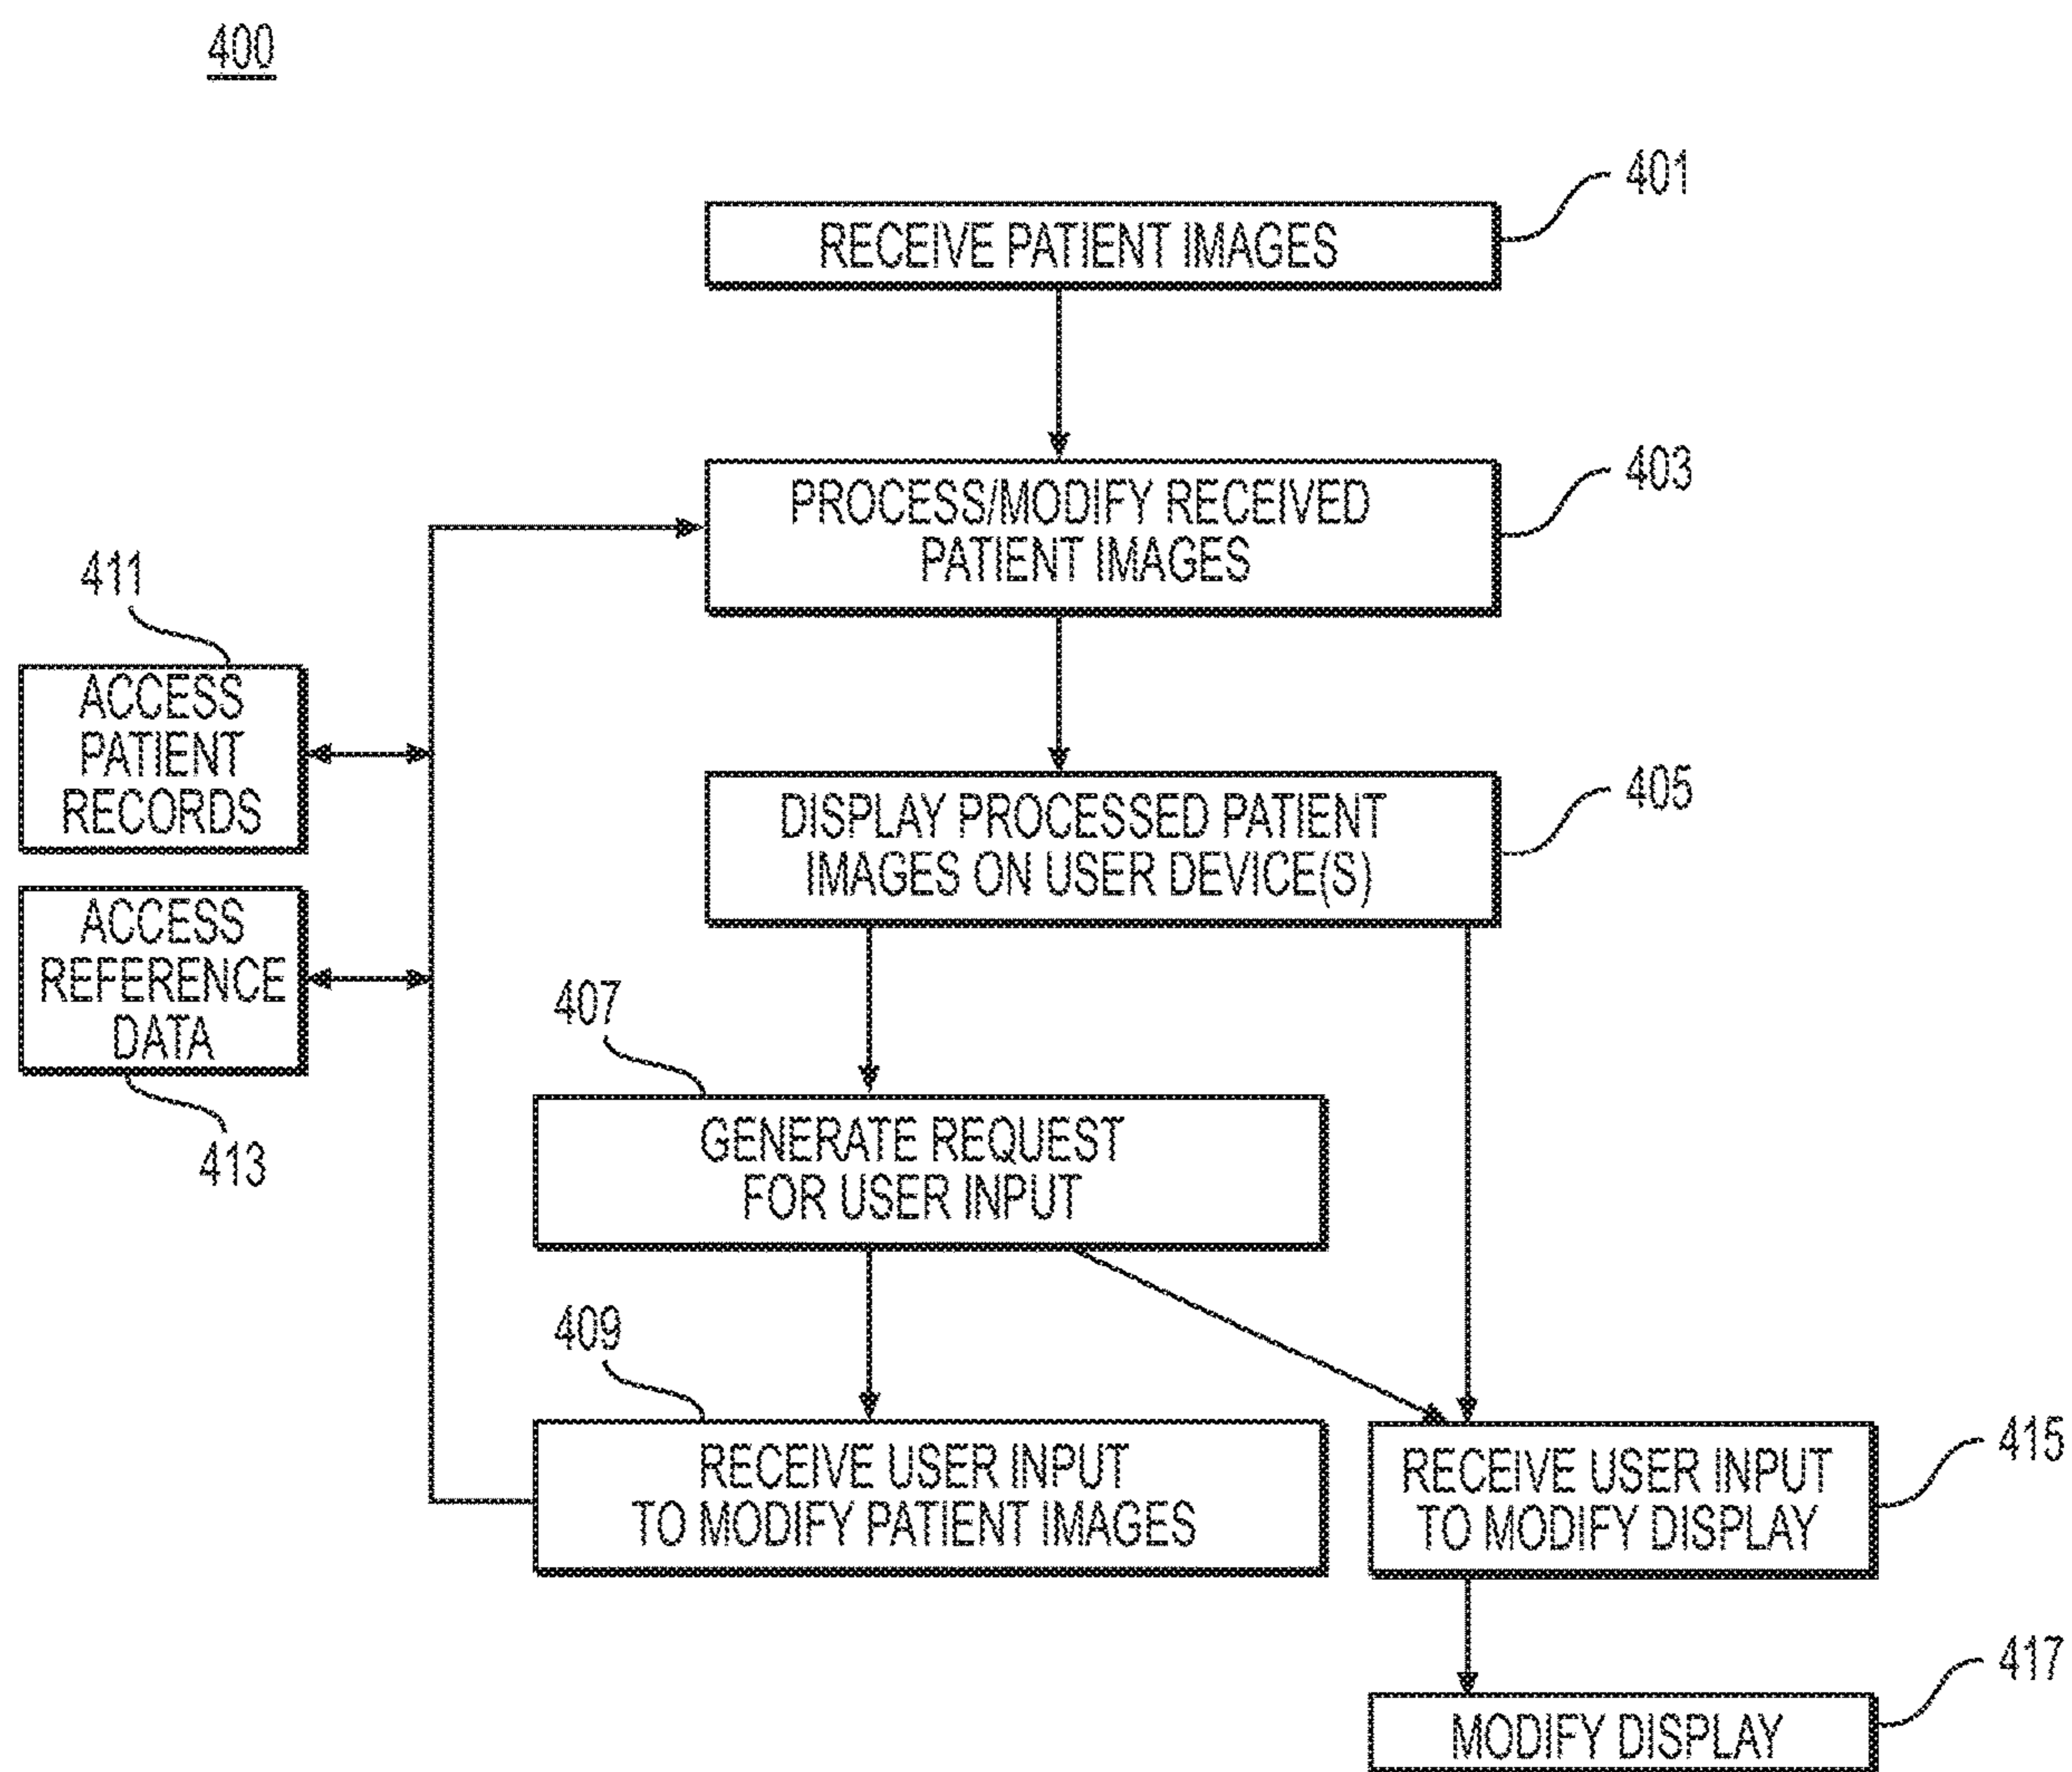 400
401
RECEIVE PATIENT IMAGES
403
PROCESS/MODIFY RECEIVED
PATIENT IMAGES
411
ACCESS
PATIENT
RECORDS
405
DISPLAY PROCESSED PATIENT
IMAGES ON USER DEVICE(S)
ACCESS
REFERENCE
DATA
413
407
GENERATE REQUEST
FOR USER INPUT
409
RECEIVE USER INPUT
TO MODIFY PATIENT IMAGES
415
RECEIVE USER INPUT
TO MODIFY DISPLAY
417
MODIFY DISPLAY